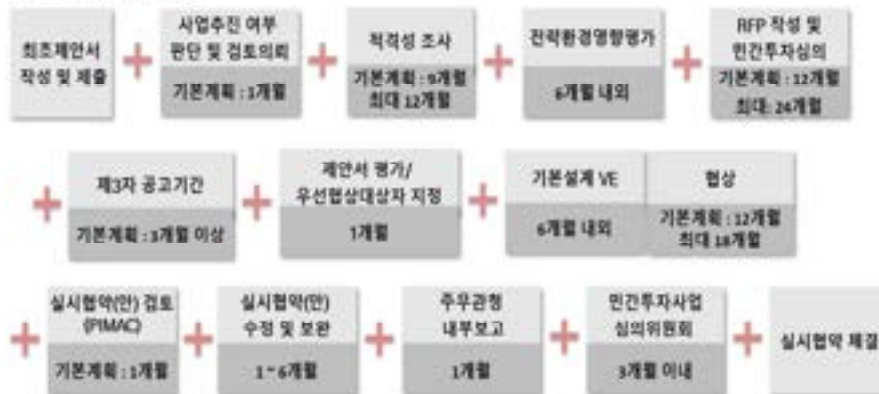 최초제안서
작성 및 제출
사업추진 여부
판단 및 검토의뢰
기본계획 : 1개월
적격성 조사
기본계획 : 9개월
최대 12개월
전략환경영향평가
6개월 내외
RFP 작성 및
민간투자심의
기본계획 : 12개월
최대: 24개월
제3자 공고기간
기본계획 : 3개월 이상
제안서 평가/
우선협상대상자 지정
1개월
기본설계 VE
6개월 내외
협상
기본계획 : 12개월
최대 18개월
실시협약(안) 검토
(PIMAC)
기본계획 : 1개월
실시협약(안)
수정 및 보완
1~6개월
주무관청
내부보고
1개월
민간투자사업
심의위원회
3개월 이내
실시협약 체결